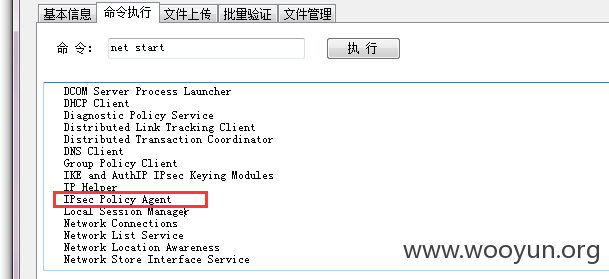 基本信息 命令执行 文件上传 批量验证 文件管理
命 令: net start 执 行
DCOM Server Process Launcher
DHCP Client
Diagnostic Policy Service
Distributed Link Tracking Client
Distributed Transaction Coordinator
DNS Client
Group Policy Client
IKE and AuthIP IPsec Keying Modules
IP Helper
IPsec Policy Agent
Local Session Manager
Network Connections
Network List Service
Network Location Awareness
Network Store Interface Service
www.wooyun.org